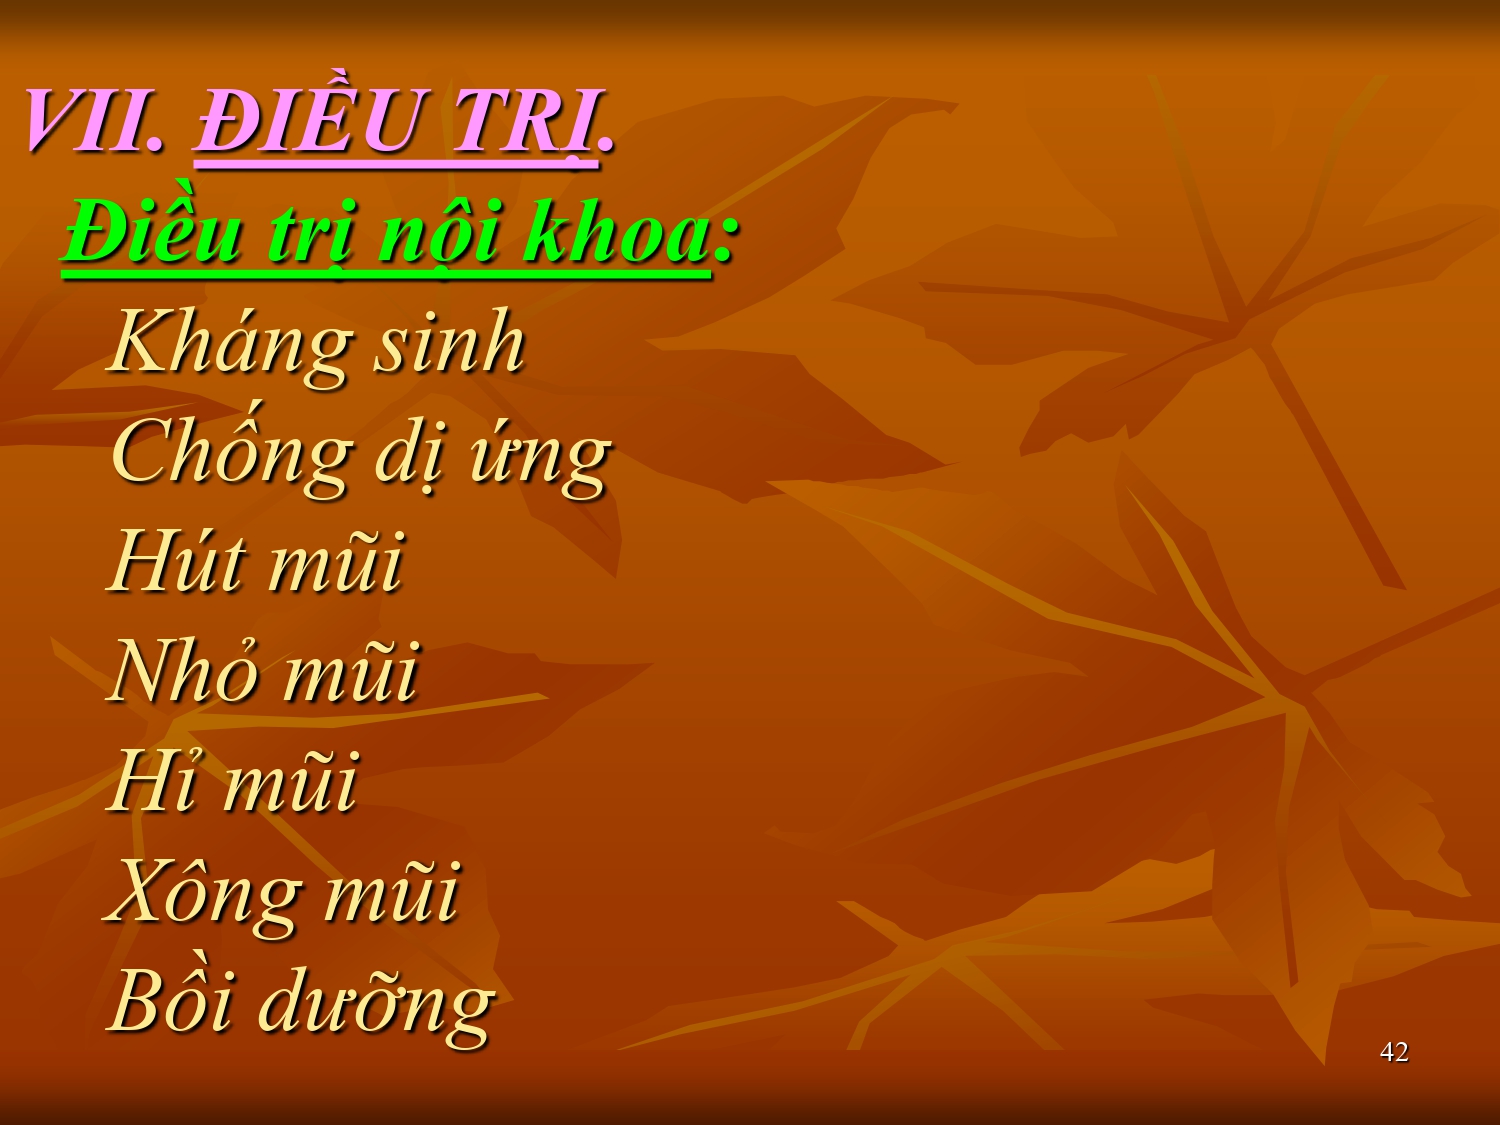 VII. ĐIỀU TRỊ.
Điều trị nội khoa:
Kháng sinh
Chống dị ứng
Hút mũi
Nhỏ mũi
Hỉ mũi
Xông mũi
Bồi dưỡng
42